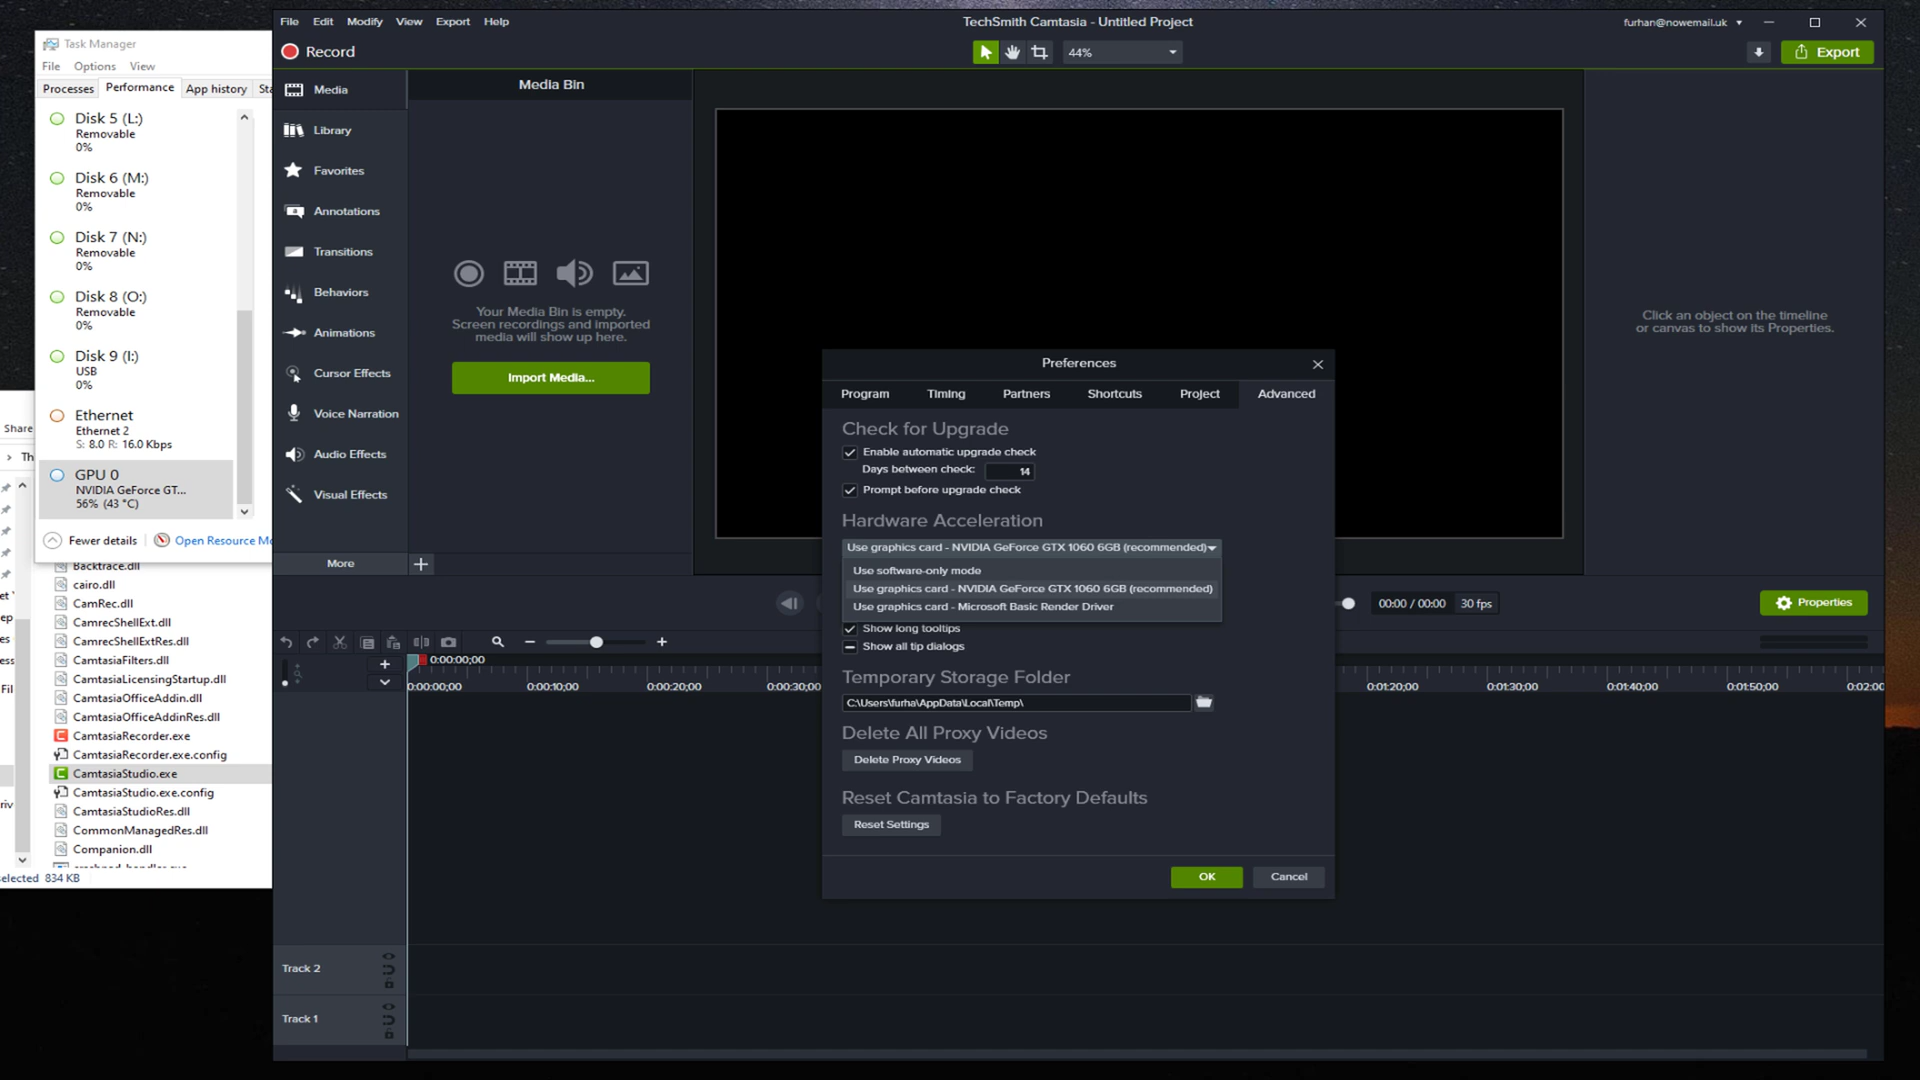 Task Manager
File Options View
Processes Performance App history
Disk 5 (L:)
Removable
0%
Disk 6 (M:)
Removable
0%
Disk 7 (N:)
Removable
0%
Disk 8 (O:)
Removable
0%
Disk 9 (I:)
USB
0%
Ethernet
Ethernet 2
S: 8.0 R: 16.0 Kbps
GPU 0
NVIDIA GeForce GT...
56% (43 °C)
Fewer details
Open Resource Mo
Share
Backtrace.dll
cairo.dll
CamRec.dll
CamrecShellExt.dll
CamrecShellExtRes.dll
CamtasiaFilters.dll
CamtasiaLicensingStartup.dll
CamtasiaOfficeAddin.dll
CamtasiaOfficeAddinRes.dll
CamtasiaRecorder.exe
CamtasiaRecorder.exe.config
CamtasiaStudio.exe
CamtasiaStudio.exe.config
CamtasiaStudioRes.dll
CommonManagedRes.dll
Companion.dll
elected 834 KB
File Edit Modify View Export Help
TechSmith Camtasia - Untitled Project
furhan@nowemail.uk
Record
44%
Export
Media
Library
Favorites
Annotations
Transitions
Behaviors
Animations
Cursor Effects
Voice Narration
Audio Effects
Visual Effects
More
Media Bin
Your Media Bin is empty.
Screen recordings and imported
media will show up here.
Import Media...
Click an object on the timeline
or canvas to show its Properties.
Preferences
Program Timing Partners Shortcuts Project Advanced
Check for Upgrade
Enable automatic upgrade check
Days between check: 14
Prompt before upgrade check
Hardware Acceleration
Use graphics card - NVIDIA GeForce GTX 1060 6GB (recommended)
Use software-only mode
Use graphics card - NVIDIA GeForce GTX 1060 6GB (recommended)
Use graphics card - Microsoft Basic Render Driver
Show long tooltips
Show all tip dialogs
Temporary Storage Folder
C:\Users\furha\AppData\Local\Temp\
Delete All Proxy Videos
Delete Proxy Videos
Reset Camtasia to Factory Defaults
Reset Settings
OK Cancel
00:00 / 00:00 30 fps
Properties
0:00:00;00
0:00:00;00 0:00:10;00 0:00:20;00 0:00:30;00 0:01:20;00 0:01:30;00 0:01:40;00 0:01:50;00 0:02:00
Track 2
Track 1